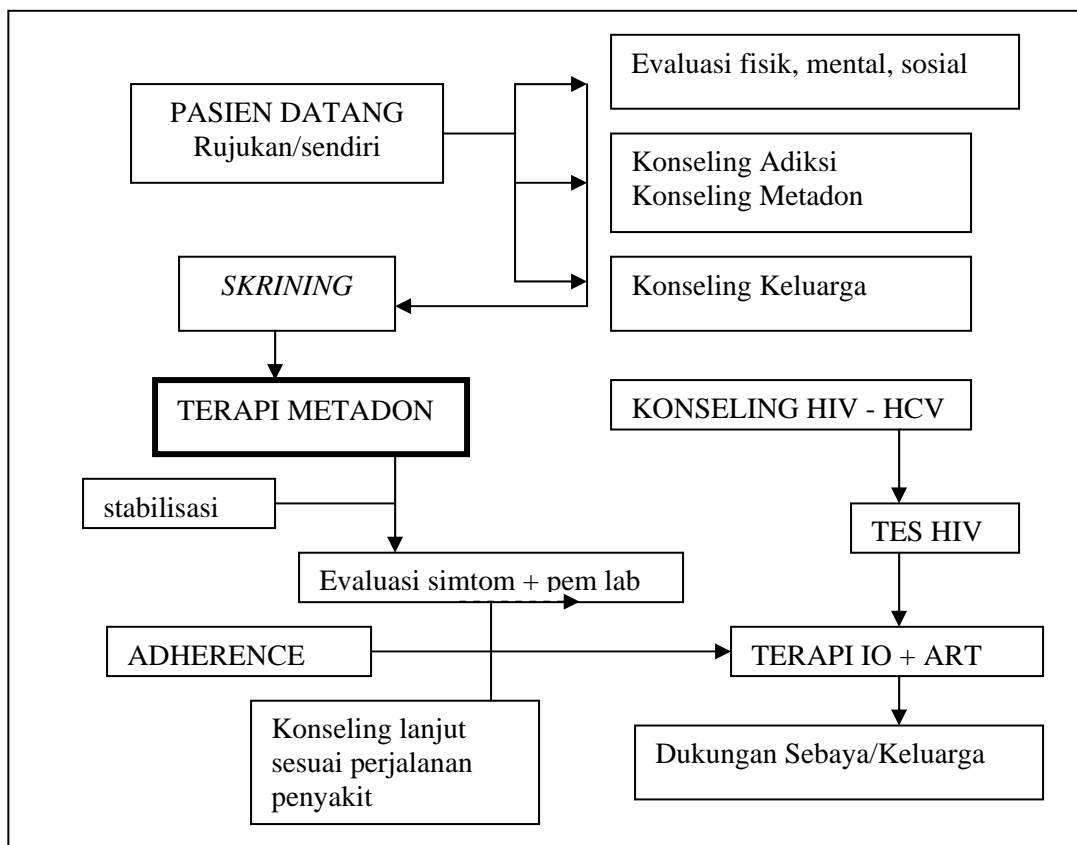 Evaluasi fisik, mental, sosial
PASIEN DATANG
Rujukan/sendiri
Konseling Adiksi
Konseling Metadon
SKRINING
Konseling Keluarga
TERAPI METADON
KONSELING HIV - HCV
stabilisasi
TES HIV
Evaluasi simtom + pem lab
ADHERENCE
TERAPI IO + ART
Konseling lanjut
sesuai perjalanan
penyakit
Dukungan Sebaya/Keluarga